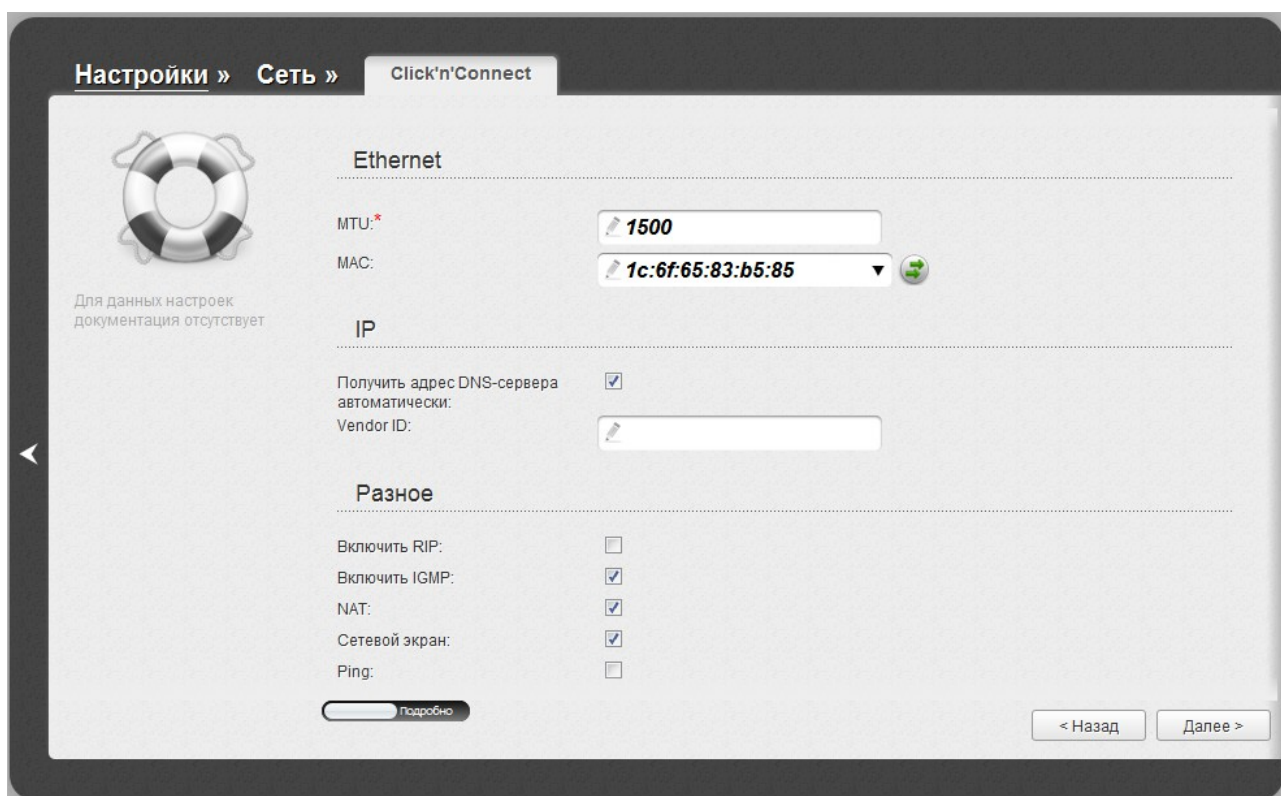 Настройки » Сеть » Click'n'Connect
Для данных настроек
документация отсутствует
Ethernet
MTU:* 1500
MAC: 1c:6f:65:83:b5:85
IP
Получить адрес DNS-сервера
автоматически:
Vendor ID:
Разное
Включить RIP:
Включить IGMP:
NAT:
Сетевой экран:
Ping:
Подробно
< Назад Далее >